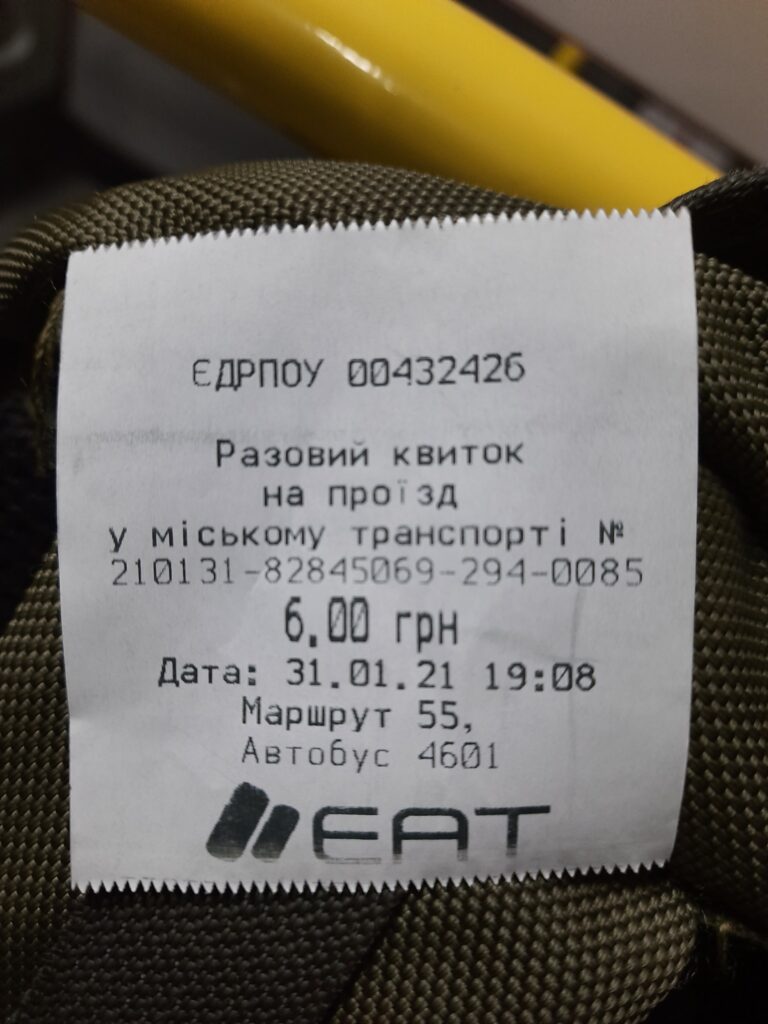 ЄДРПОУ 00432426
Разовий квиток
на проїзд
у міському транспорті №
210131-82845069-294-0085
6,00 грн
Дата: 31.01.21 19:08
Маршрут 55,
Автобус 4601
EAT